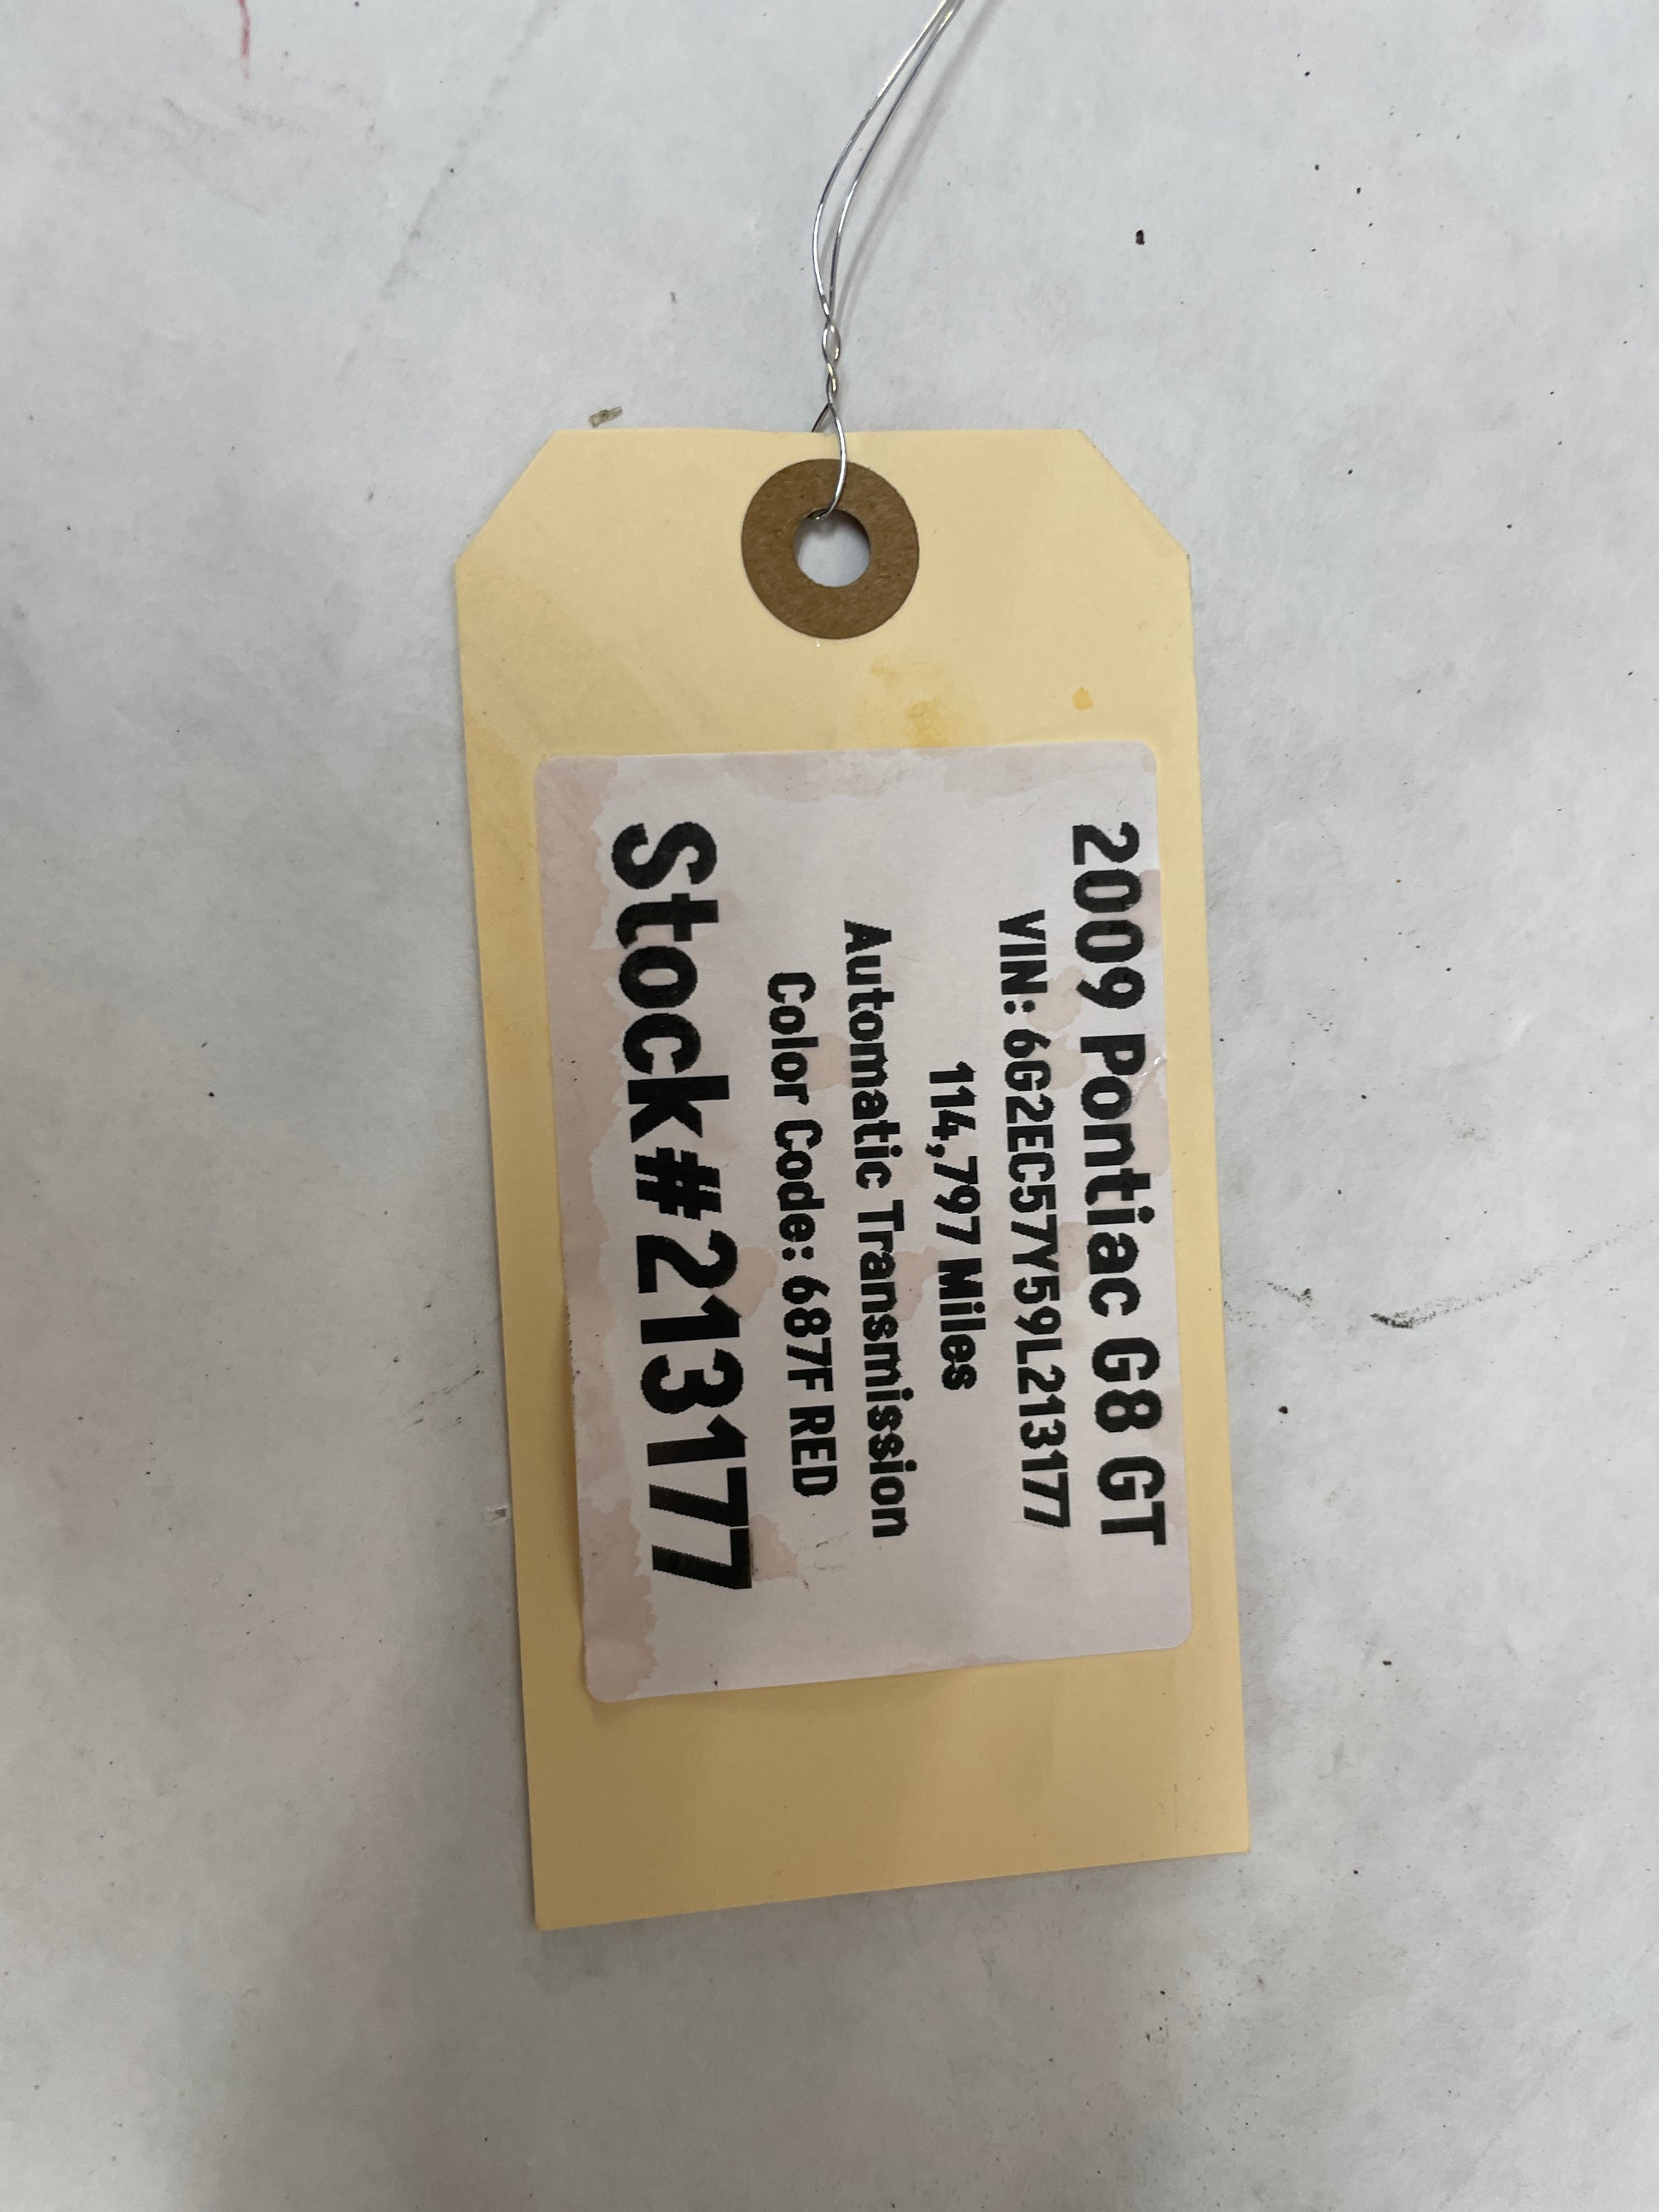 2009 Pontiac G8 GT
VIN: 6G2EC57Y59L213177
114,797 Miles
Automatic Transmission
Color Code: 687F RED
Stock#213177